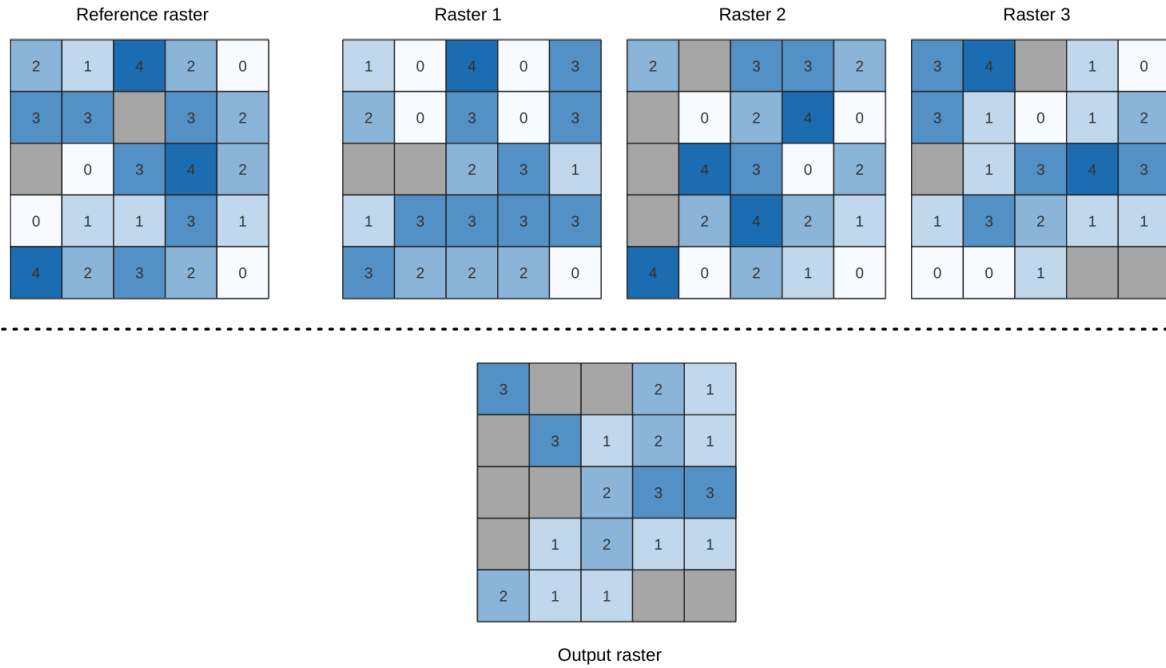 Reference raster Raster 1 Raster 2 Raster 3
2 1 4 2 0 1 0 4 0 3 2 3 3 2 3 4 1 0
3 3 3 2 2 0 3 0 3 0 2 4 0 3 1 0 1 2
0 3 4 2 2 3 1 4 3 0 2 1 3 4 3
0 1 1 3 1 1 3 3 3 3 2 4 2 1 1 3 2 1 1
4 2 3 2 0 3 2 2 2 0 4 0 2 1 0 0 0 1
3 2 1
3 1 2 1
2 3 3
1 2 1 1
2 1 1
Output raster